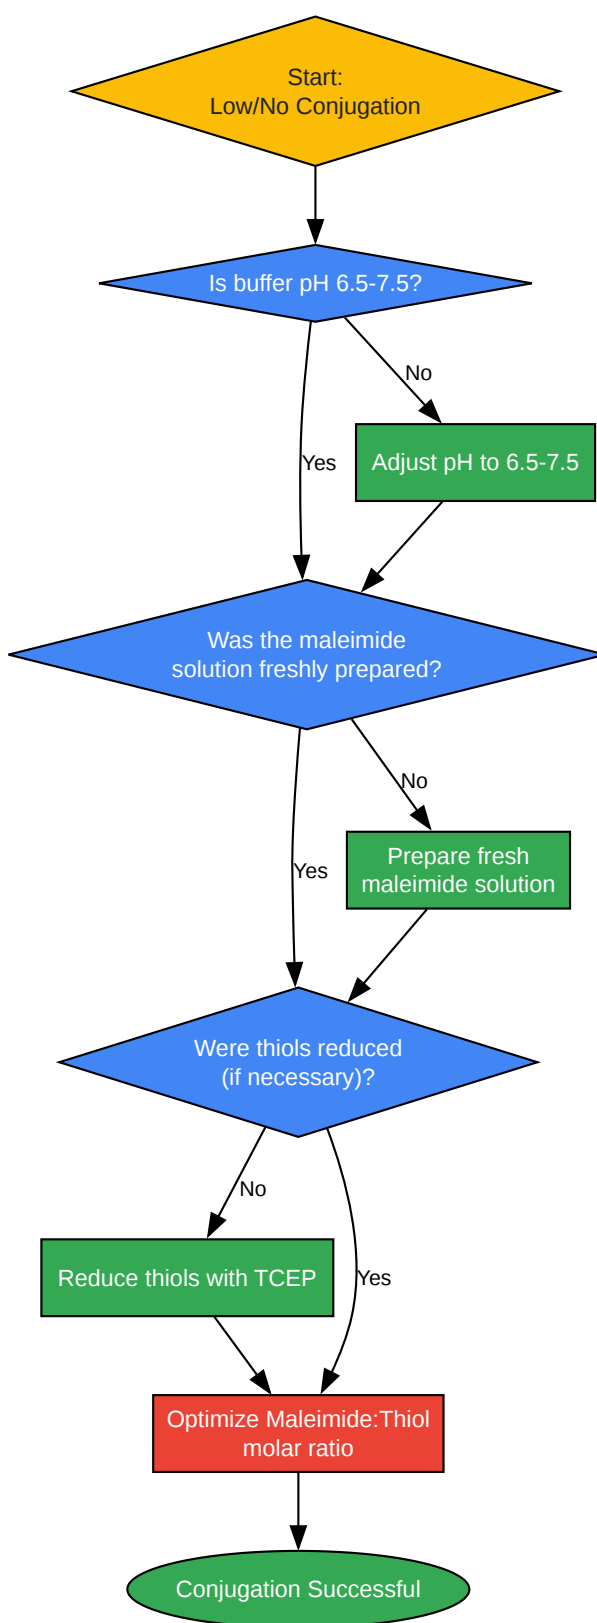 Start:
Low/No Conjugation
Is buffer pH 6.5-7.5?
No
Yes
Adjust pH to 6.5-7.5
Was the maleimide
solution freshly prepared?
No
Prepare fresh
maleimide solution
Yes
Were thiols reduced
(if necessary)?
No
Reduce thiols with TCEP
Yes
Optimize Maleimide:Thiol
molar ratio
Conjugation Successful